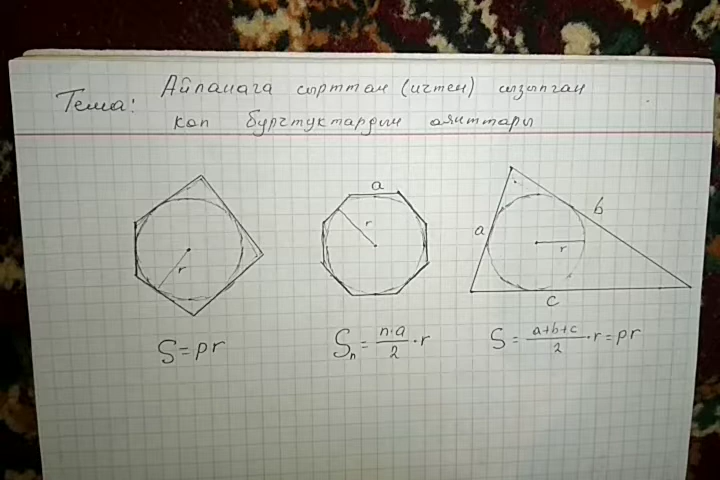 Тема: Айланага сырттан (ичтен) сызылган
көп бурчтуктардын аянттары
a
r
r
a
b
r
c
S=pr
Sₙ = n·a/2 · r
S = a+b+c/2 · r = pr